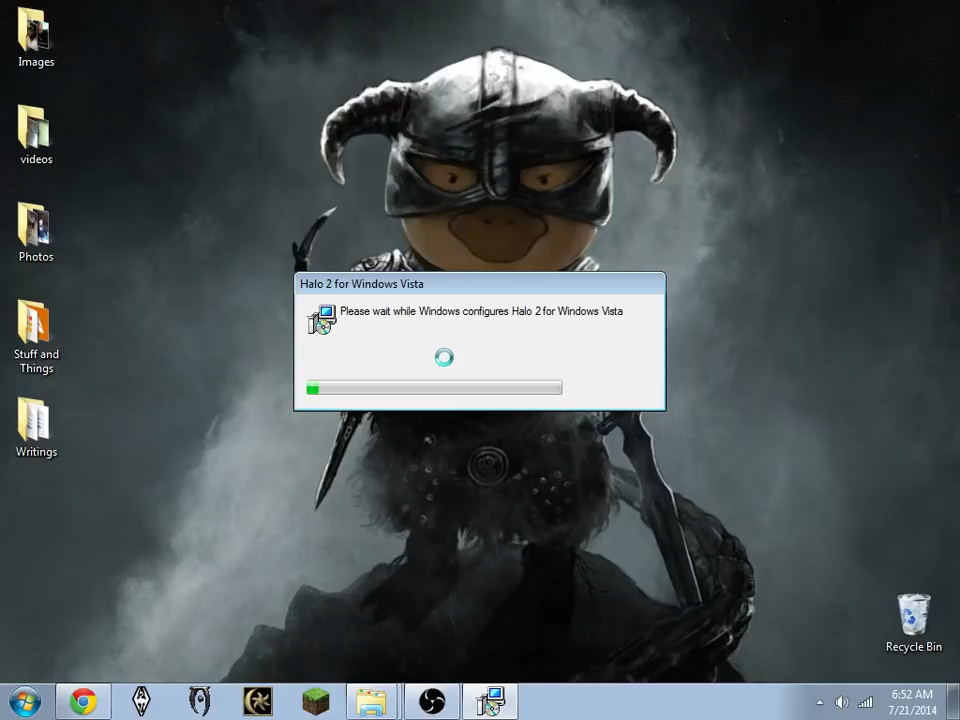 Images
videos
Photos
Stuff and
Things
Writings
Halo 2 for Windows Vista
Please wait while Windows configures Halo 2 for Windows Vista
Recycle Bin
6:52 AM
7/21/2014